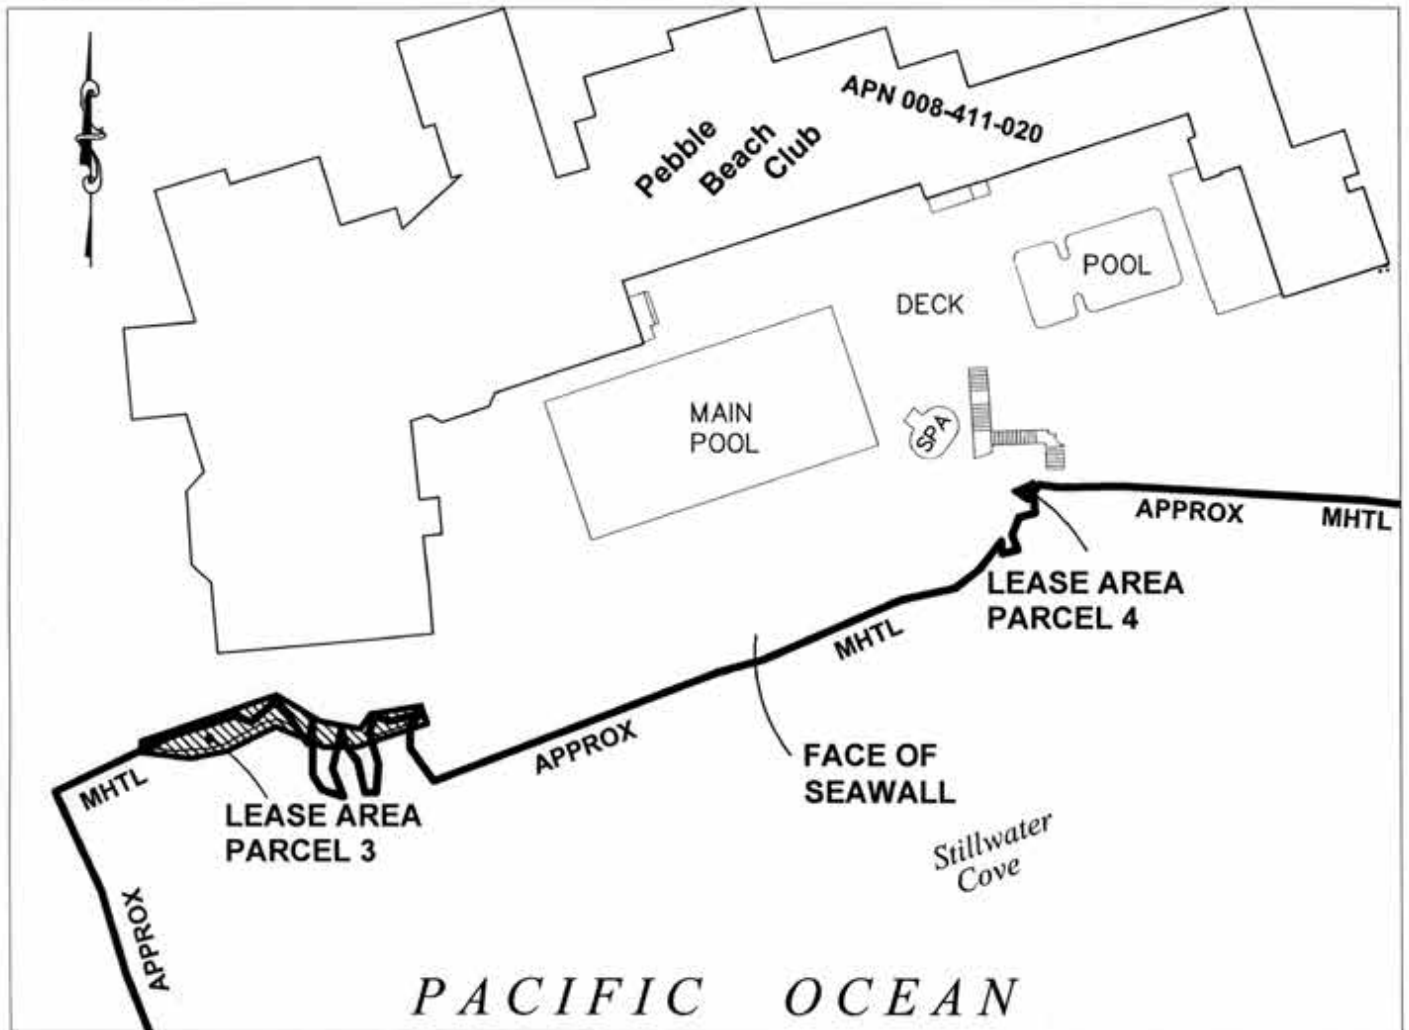 APN 008-411-020
Pebble
Beach
Club
POOL
DECK
MAIN
POOL
SPA
APPROX
MHTL
LEASE AREA
PARCEL 4
MHTL
APPROX
FACE OF
SEAWALL
MHTL
LEASE AREA
PARCEL 3
APPROX
Stillwater
Cove
PACIFIC OCEAN